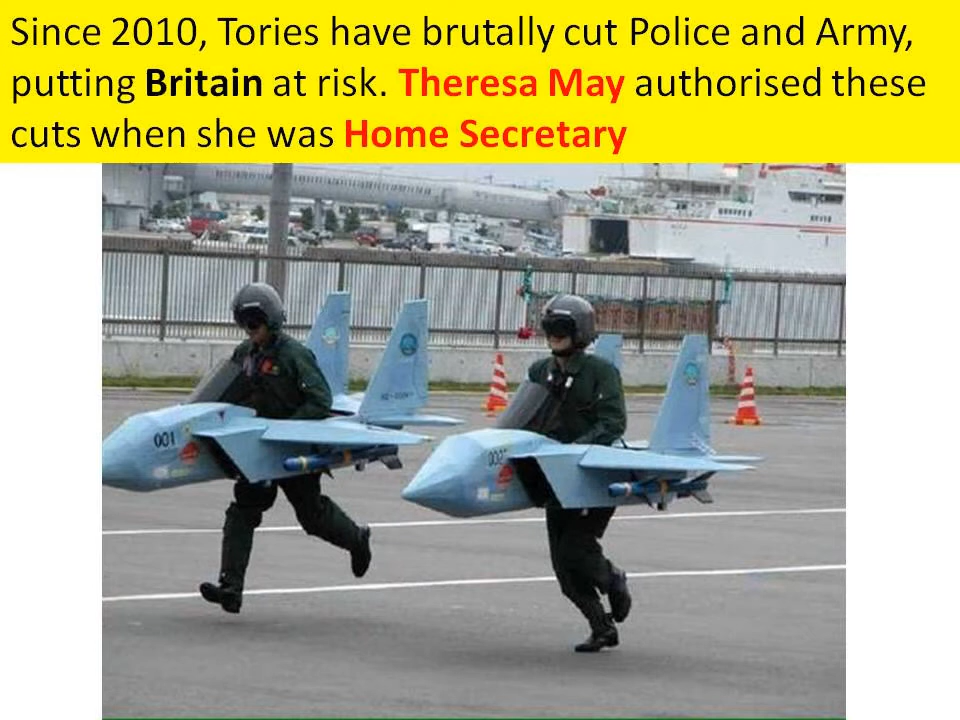 Since 2010, Tories have brutally cut Police and Army,
putting Britain at risk. Theresa May authorised these
cuts when she was Home Secretary
001